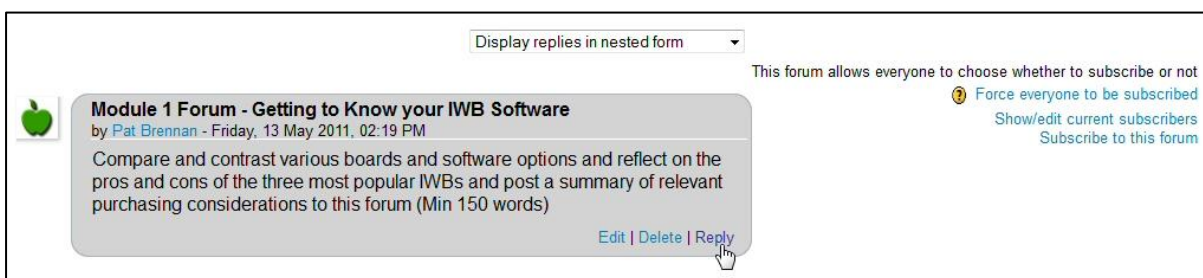 Display replies in nested form
This forum allows everyone to choose whether to subscribe or not
Force everyone to be subscribed
Show/edit current subscribers
Subscribe to this forum
Module 1 Forum - Getting to Know your IWB Software
by Pat Brennan - Friday, 13 May 2011, 02:19 PM
Compare and contrast various boards and software options and reflect on the
pros and cons of the three most popular IWBs and post a summary of relevant
purchasing considerations to this forum (Min 150 words)
Edit | Delete | Reply